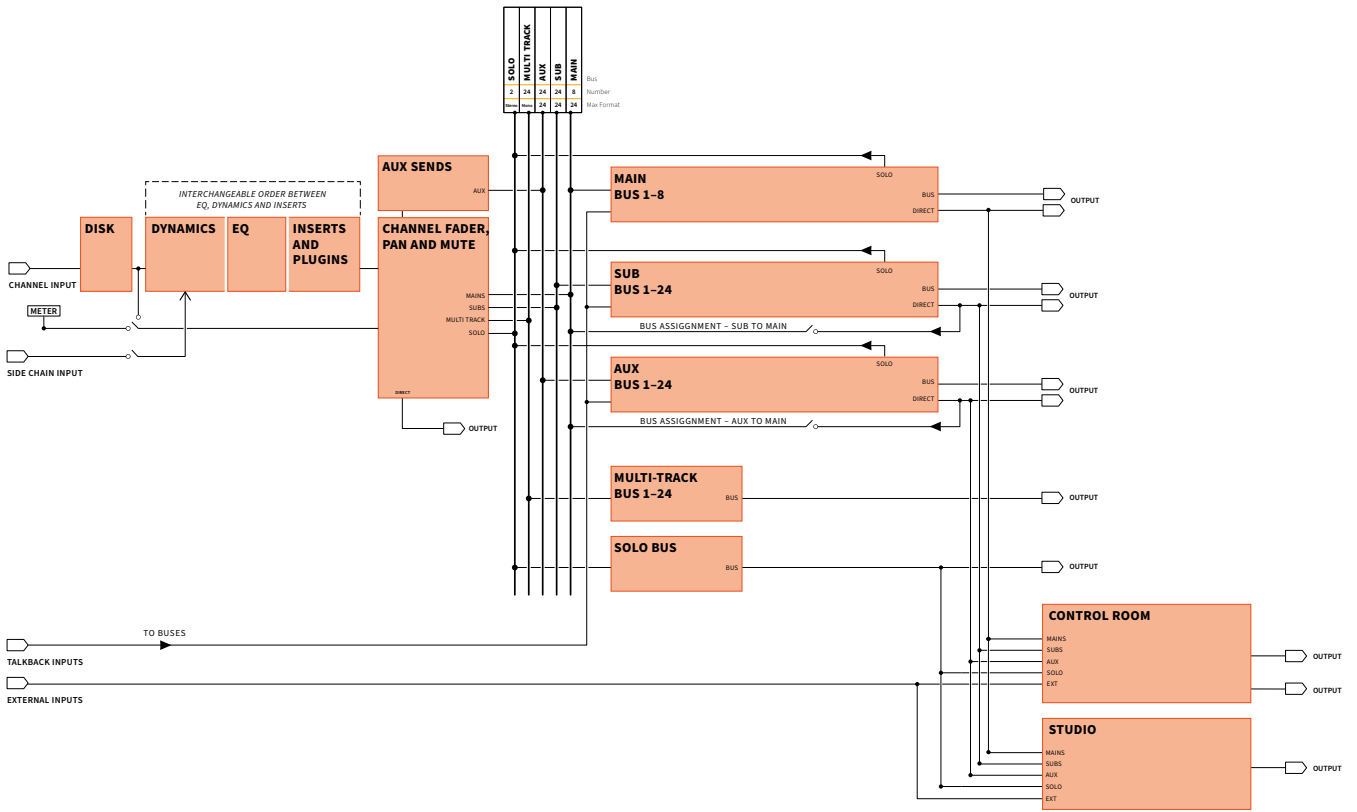 SOLO
MULTI TRACK
AUX
SUB
MAIN
Bus
2 24 24 24 8 Number
Stereo Mono 24 24 24 Max Format
AUX SENDS
AUX
INTERCHANGEABLE ORDER BETWEEN
EQ, DYNAMICS AND INSERTS
DISK
DYNAMICS
EQ
INSERTS
AND
PLUGINS
CHANNEL FADER,
PAN AND MUTE
MAINS
SUBS
MULTI TRACK
SOLO
DIRECT
OUTPUT
CHANNEL INPUT
METER
SIDE CHAIN INPUT
MAIN
BUS 1–8
SOLO
BUS
DIRECT
OUTPUT
SUB
BUS 1–24
SOLO
BUS
DIRECT
OUTPUT
BUS ASSIGGNMENT – SUB TO MAIN
AUX
BUS 1–24
SOLO
BUS
DIRECT
OUTPUT
BUS ASSIGGNMENT – AUX TO MAIN
MULTI-TRACK
BUS 1–24
BUS
OUTPUT
SOLO BUS
BUS
OUTPUT
TO BUSES
TALKBACK INPUTS
EXTERNAL INPUTS
CONTROL ROOM
MAINS
SUBS
AUX
SOLO
EXT
OUTPUT
OUTPUT
STUDIO
MAINS
SUBS
AUX
SOLO
EXT
OUTPUT